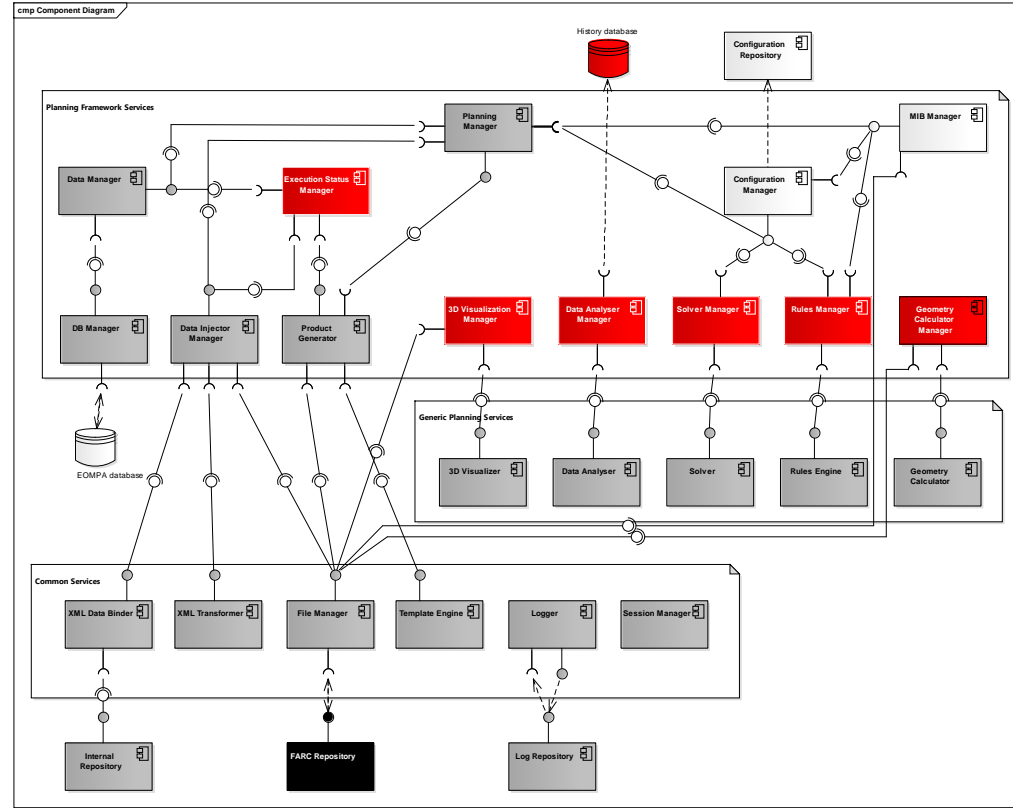 cmp Component Diagram
History database
Configuration
Repository
Planning Framework Services
Planning
Manager
MIB Manager
Data Manager
Execution Status
Manager
Configuration
Manager
DB Manager
Data Injector
Manager
Product
Generator
3D Visualization
Manager
Data Analyser
Manager
Solver Manager
Rules Manager
Geometry
Calculator
Manager
Generic Planning Services
EOMPA database
3D Visualizer
Data Analyser
Solver
Rules Engine
Geometry
Calculator
Common Services
XML Data Binder
XML Transformer
File Manager
Template Engine
Logger
Session Manager
Internal
Repository
FARC Repository
Log Repository